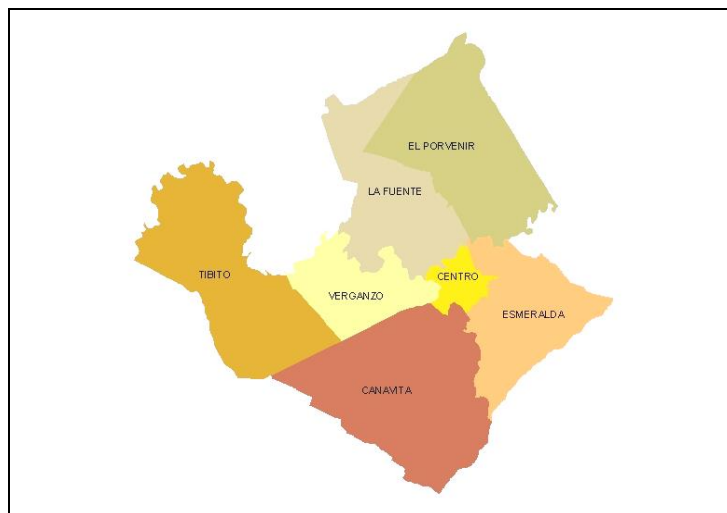 EL PORVENIR
LA FUENTE
TIBITO
CENTRO
VERGANZO
ESMERALDA
CANAVITA